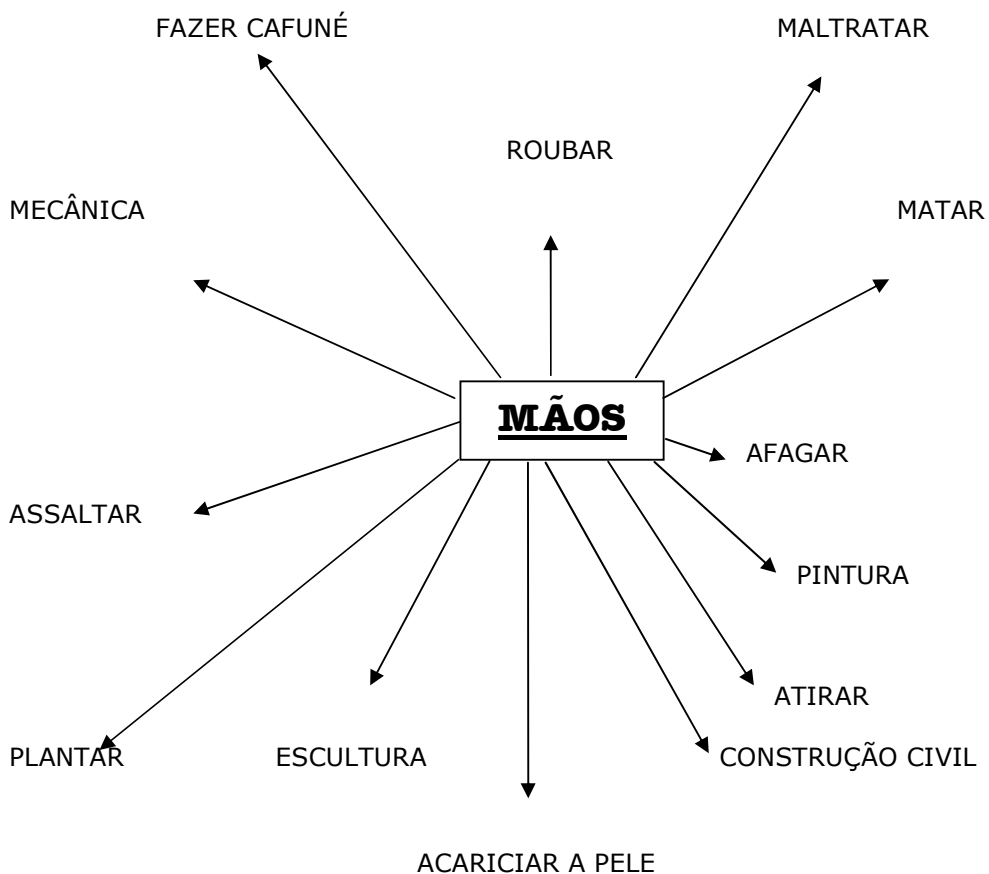 FAZER CAFUNÉ
MALTRATAR
ROUBAR
MECÂNICA
MATAR
MÃOS
AFAGAR
ASSALTAR
PINTURA
ATIRAR
PLANTAR
ESCULTURA
CONSTRUÇÃO CIVIL
ACARICIAR A PELE